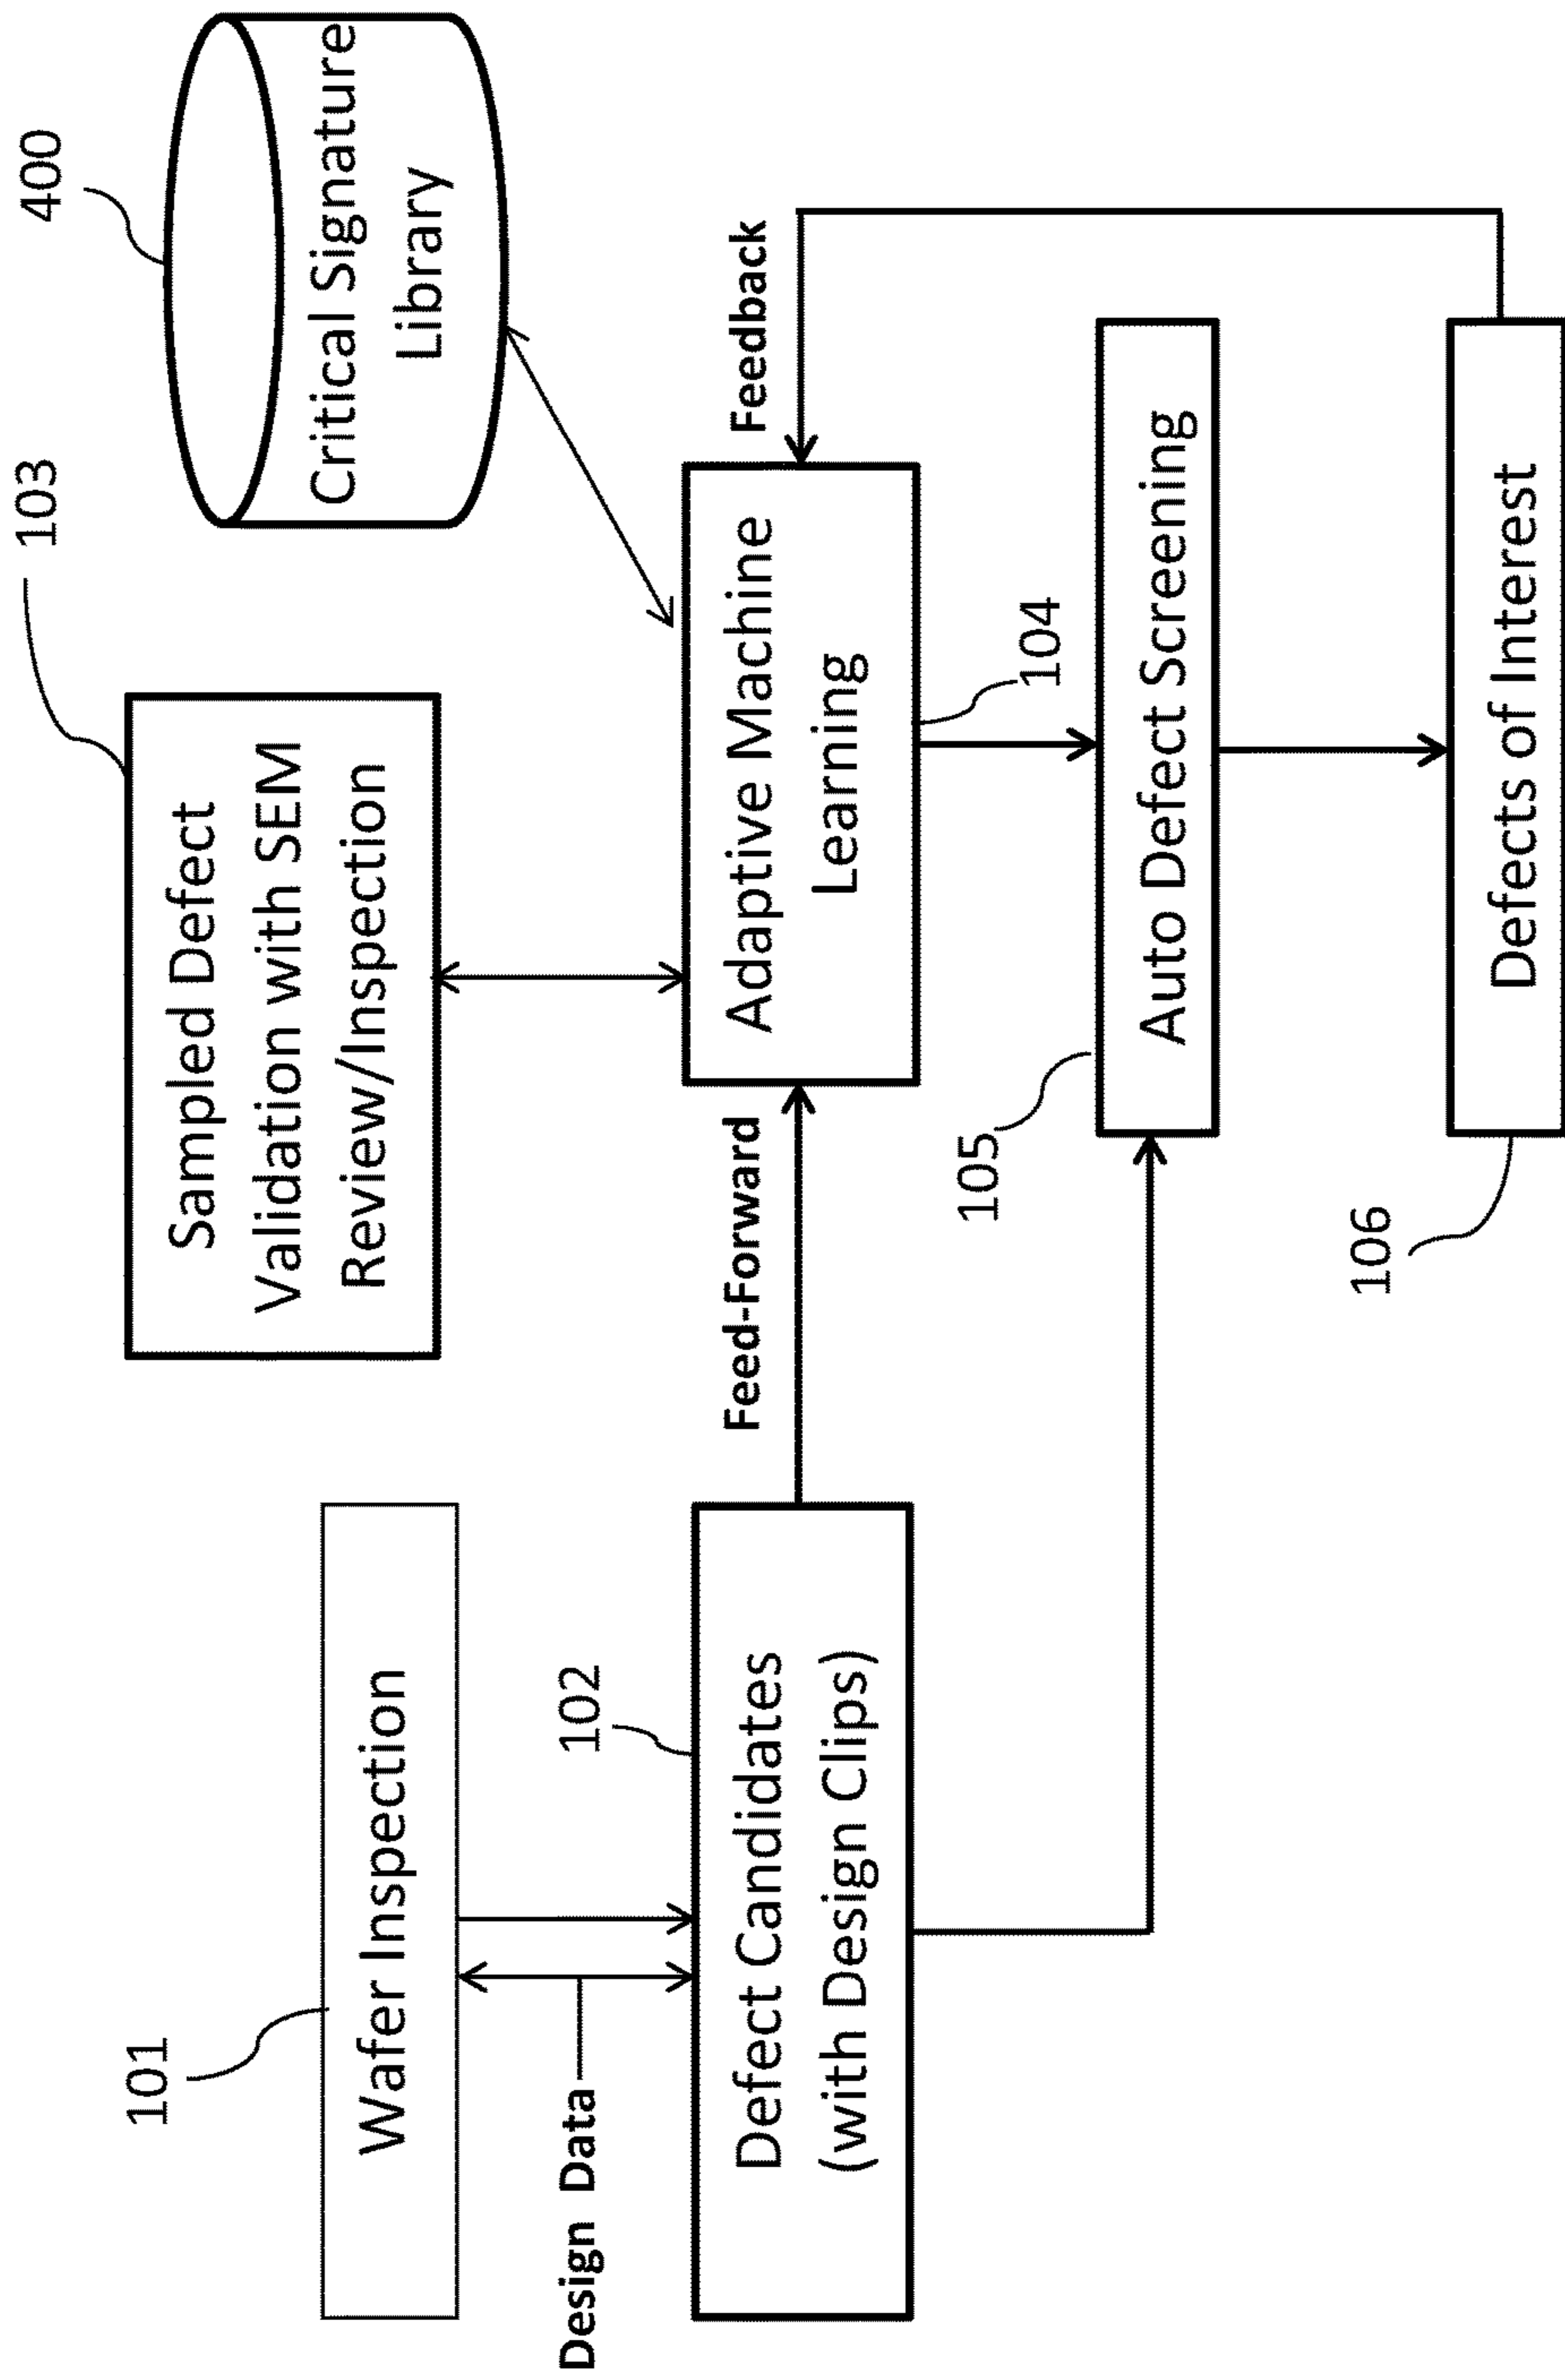 400
103
Critical Signature
Library
Sampled Defect
Validation with SEM
Review/Inspection
101
Wafer Inspection
Design Data
102
Feed-Forward
Feedback
Defect Candidates
(with Design Clips)
Adaptive Machine
Learning
104
105
Auto Defect Screening
106
Defects of Interest